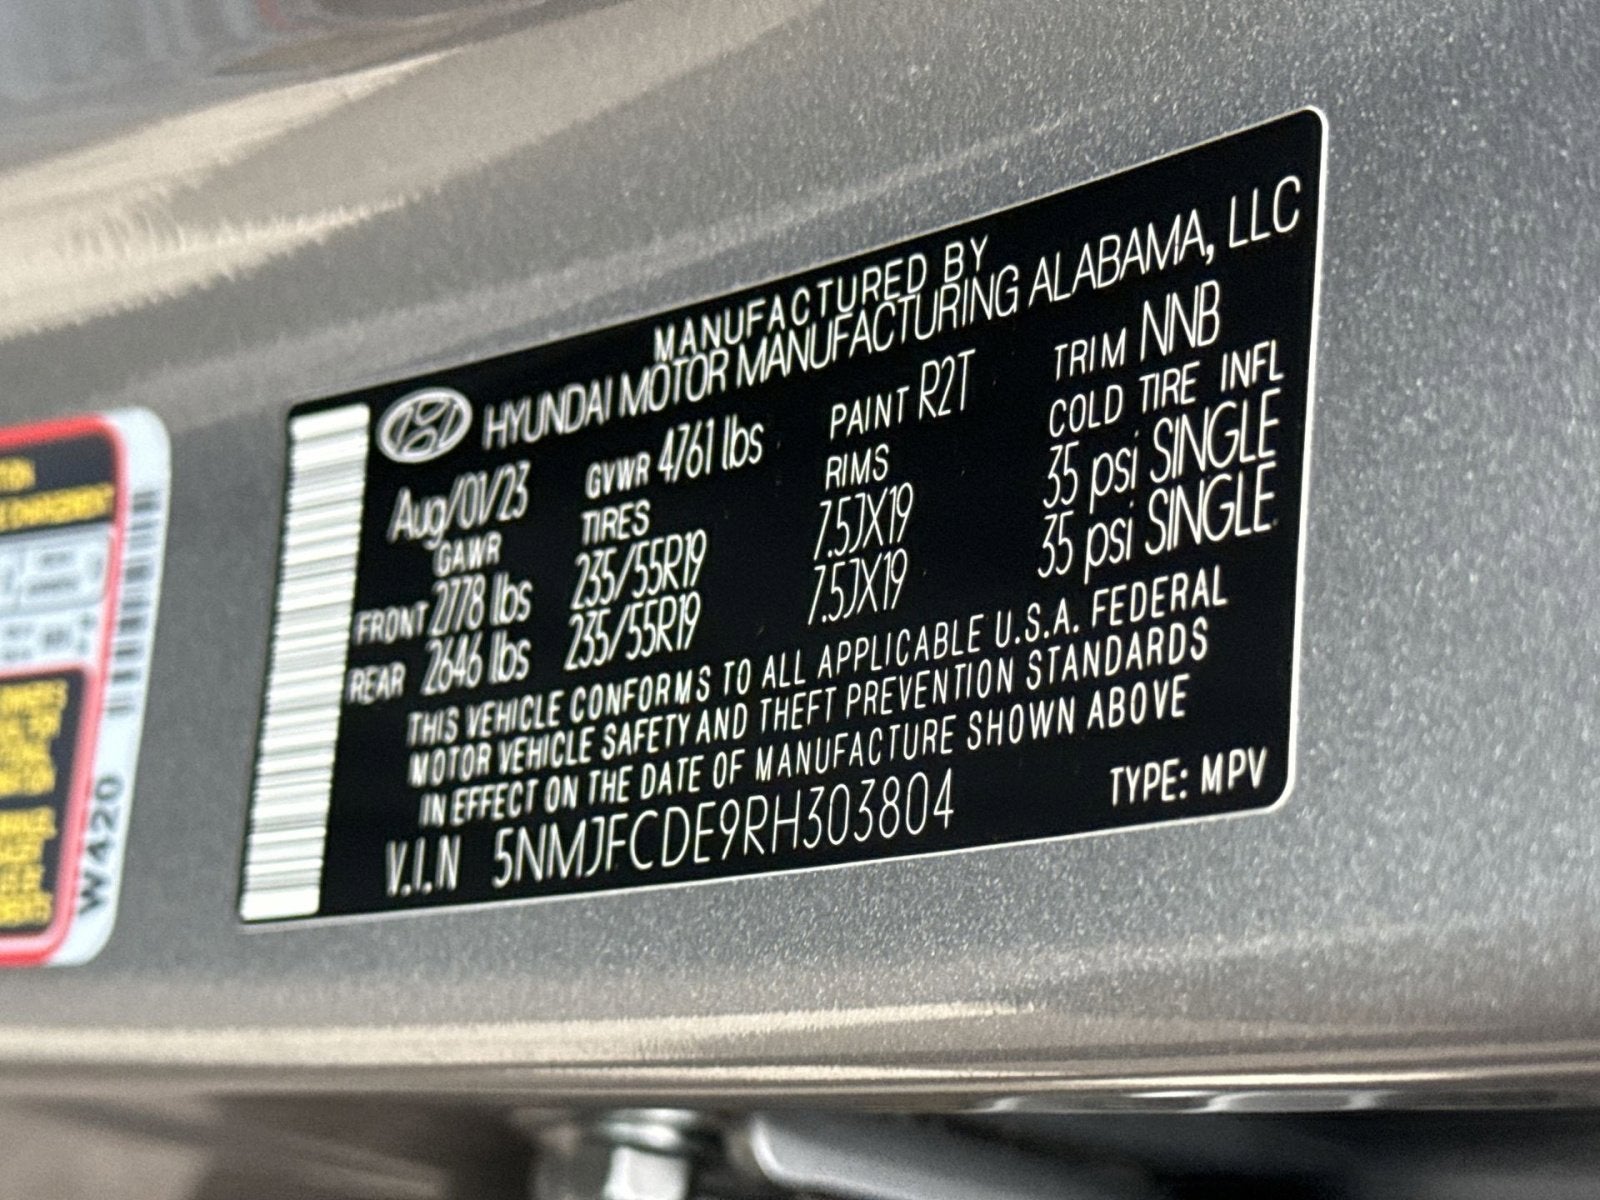 MANUFACTURED BY
HYUNDAI MOTOR MANUFACTURING ALABAMA, LLC
Aug/01/23 GVWR 4761 lbs PAINT R2T TRIM NNB
GAWR TIRES RIMS COLD TIRE INFL
FRONT 2778 lbs 235/55R19 7.5JX19 35 psi SINGLE
REAR 2646 lbs 235/55R19 7.5JX19 35 psi SINGLE
THIS VEHICLE CONFORMS TO ALL APPLICABLE U.S.A. FEDERAL
MOTOR VEHICLE SAFETY AND THEFT PREVENTION STANDARDS
IN EFFECT ON THE DATE OF MANUFACTURE SHOWN ABOVE
V.I.N 5NMJFCDE9RH303804 TYPE: MPV
W4420